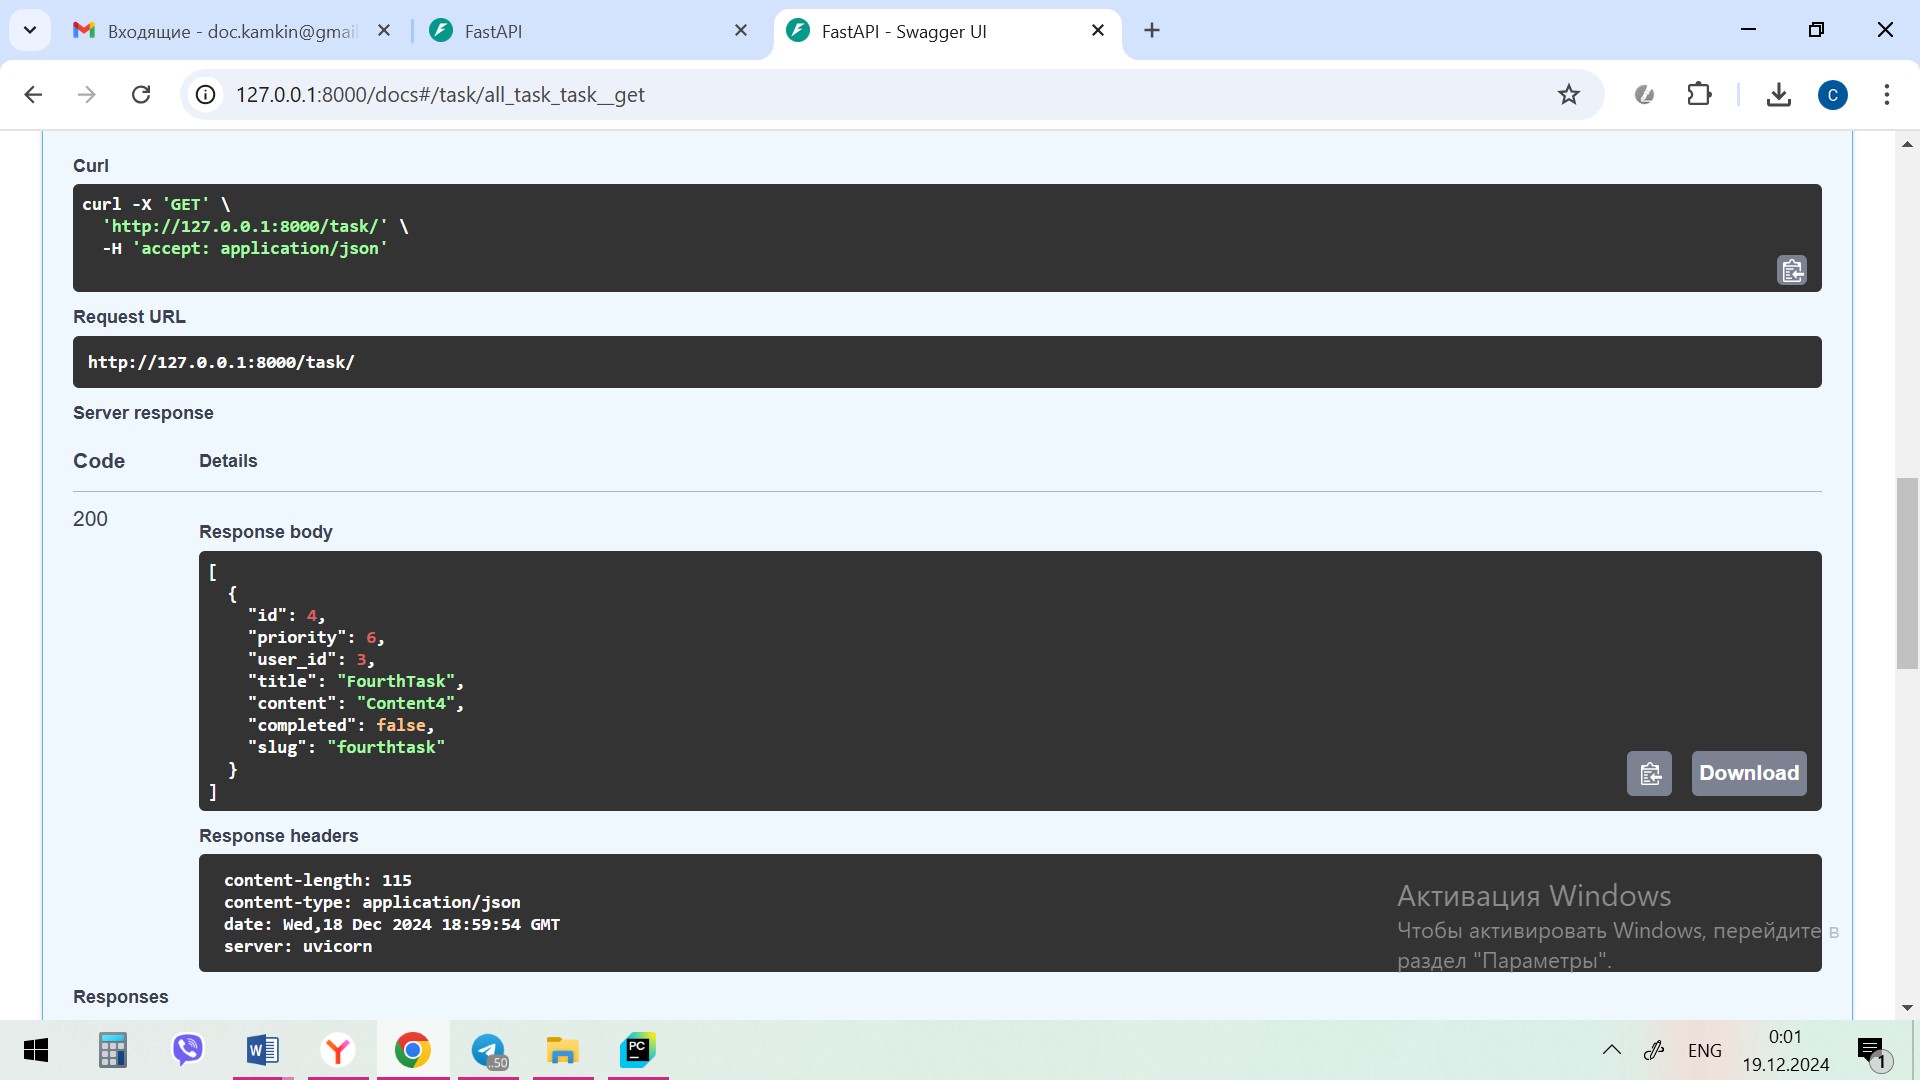 Входящие - doc.kamkin@gmai
FastAPI
FastAPI - Swagger UI
127.0.0.1:8000/docs#/task/all_task_task__get
C
Curl
curl -X 'GET' \
'http://127.0.0.1:8000/task/' \
-H 'accept: application/json'
Request URL
http://127.0.0.1:8000/task/
Server response
Code Details
200
Response body
[
{
"id": 4,
"priority": 6,
"user_id": 3,
"title": "FourthTask",
"content": "Content4",
"completed": false,
"slug": "fourthtask"
}
]
Download
Response headers
content-length: 115
content-type: application/json
date: Wed,18 Dec 2024 18:59:54 GMT
server: uvicorn
Активация Windows
Чтобы активировать Windows, перейдите в
раздел "Параметры".
Responses
W
Y
..50
PC
ENG
0:01
19.12.2024
1